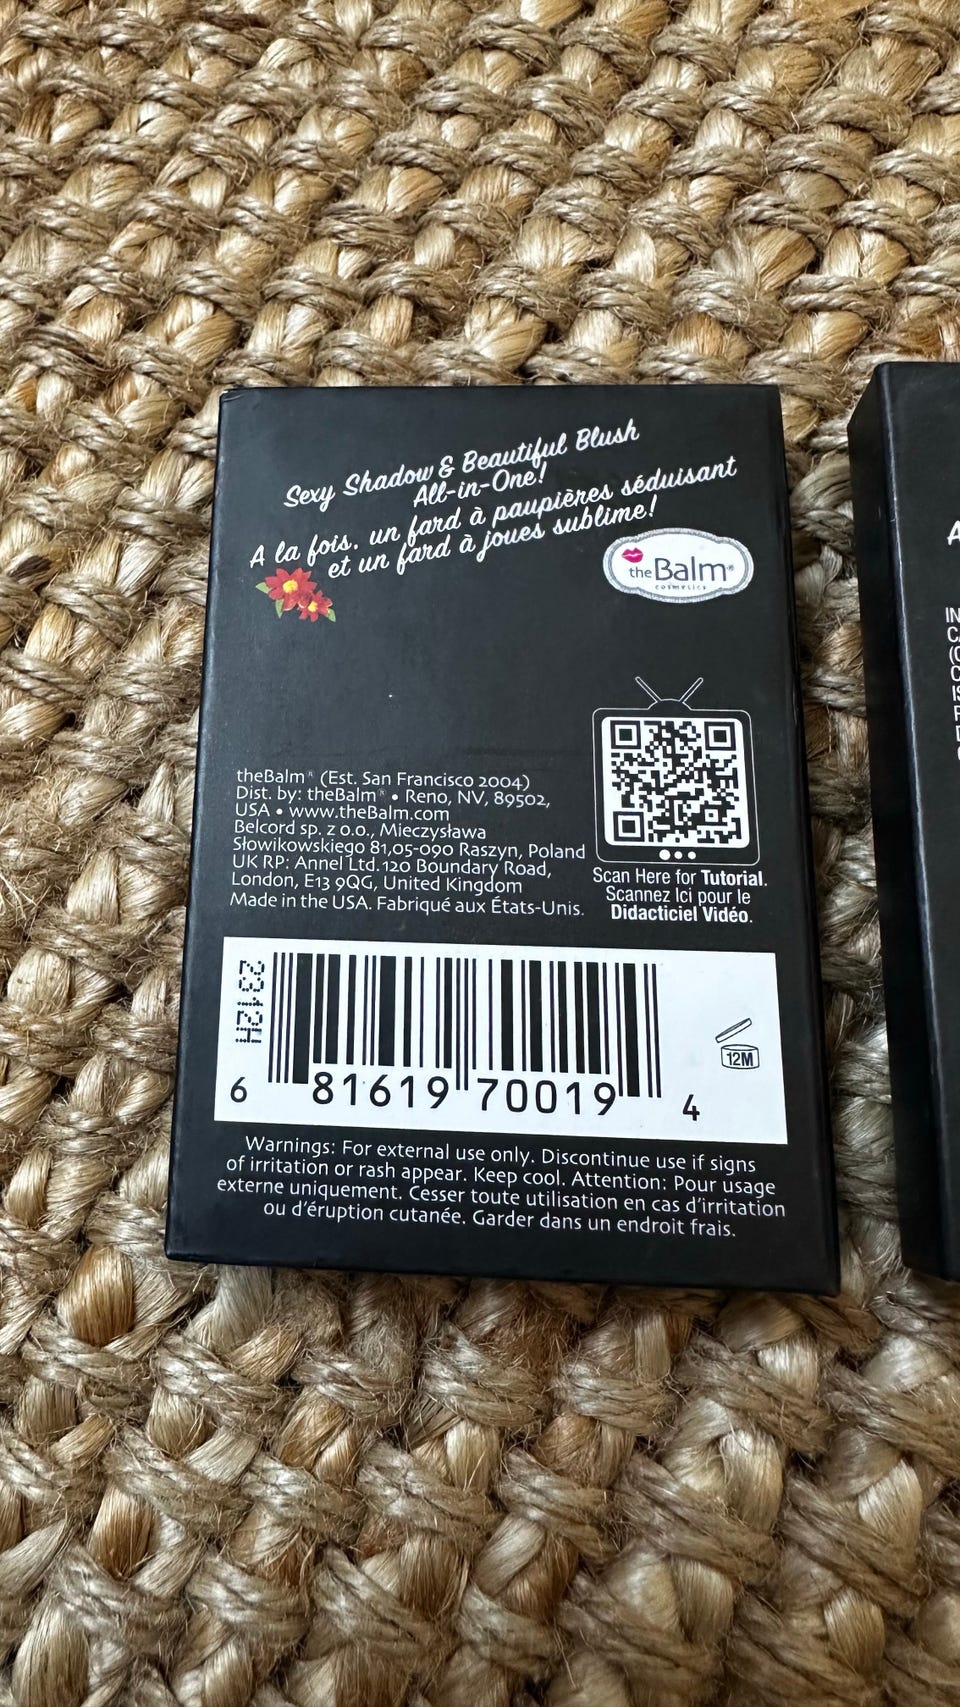 Sexy Shadow & Beautiful Blush
All-in-One!
A la fois, un fard à paupières séduisant
et un fard à joues sublime!
theBalm®
cosmetics
theBalm® (Est. San Francisco 2004)
Dist. by: theBalm® • Reno, NV, 89502,
USA • www.theBalm.com
Belcord sp. z o.o., Mieczysława
Słowikowskiego 81,05-090 Raszyn, Poland
UK RP: Annel Ltd. 120 Boundary Road,
London, E13 9QG, United Kingdom
Made in the USA. Fabriqué aux États-Unis.
Scan Here for Tutorial.
Scannez Ici pour le
Didacticiel Vidéo.
2312H
6 81619 70019 4
12M
Warnings: For external use only. Discontinue use if signs
of irritation or rash appear. Keep cool. Attention: Pour usage
externe uniquement. Cesser toute utilisation en cas d'irritation
ou d'éruption cutanée. Garder dans un endroit frais.
A
IN